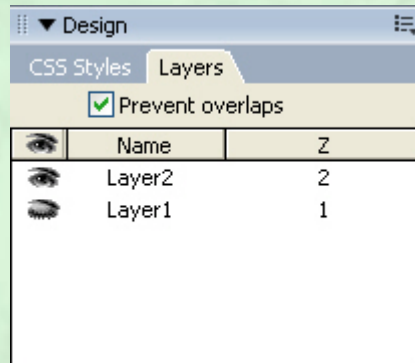 Design
CSS Styles Layers
Prevent overlaps
Name Z
Layer2 2
Layer1 1